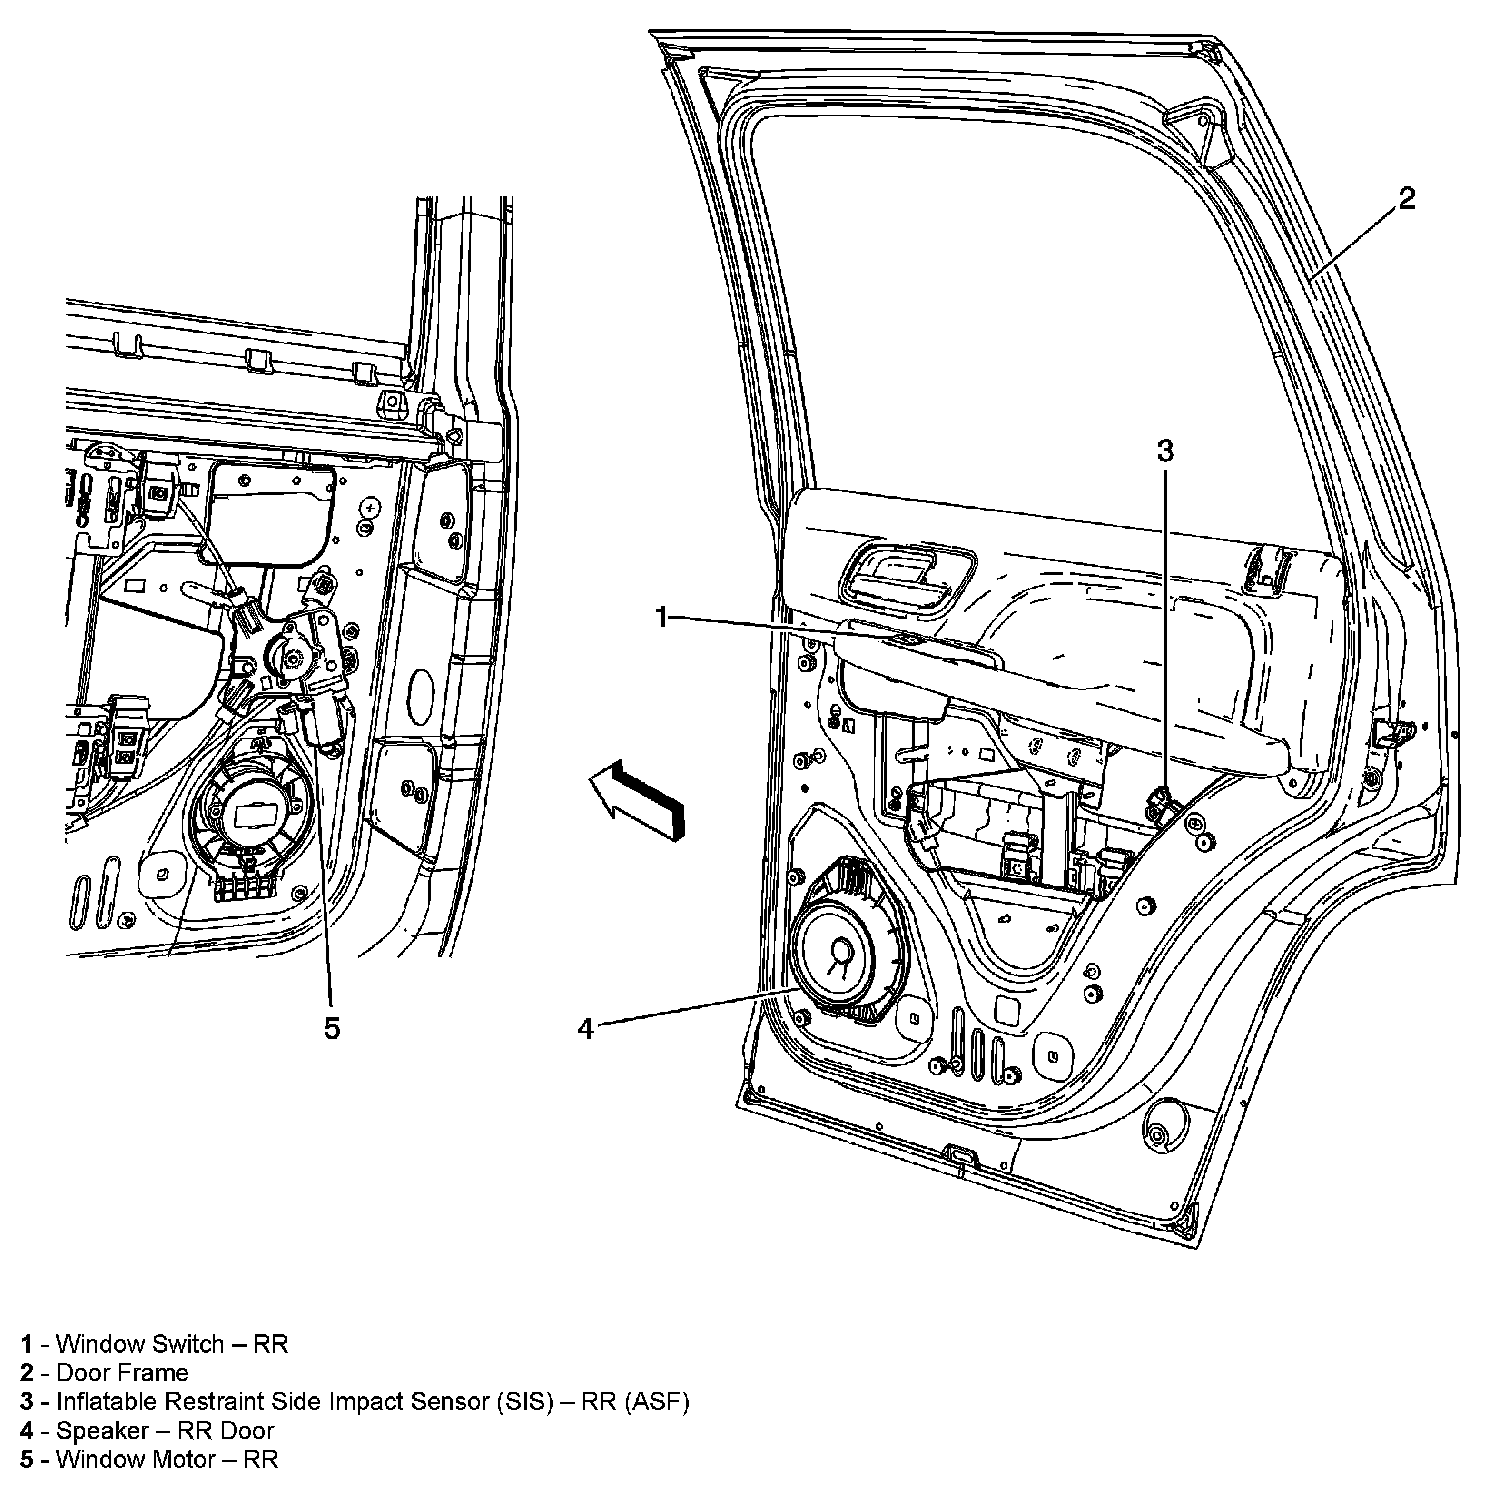 2
3
1
5
4
1 - Window Switch – RR
2 - Door Frame
3 - Inflatable Restraint Side Impact Sensor (SIS) – RR (ASF)
4 - Speaker – RR Door
5 - Window Motor – RR